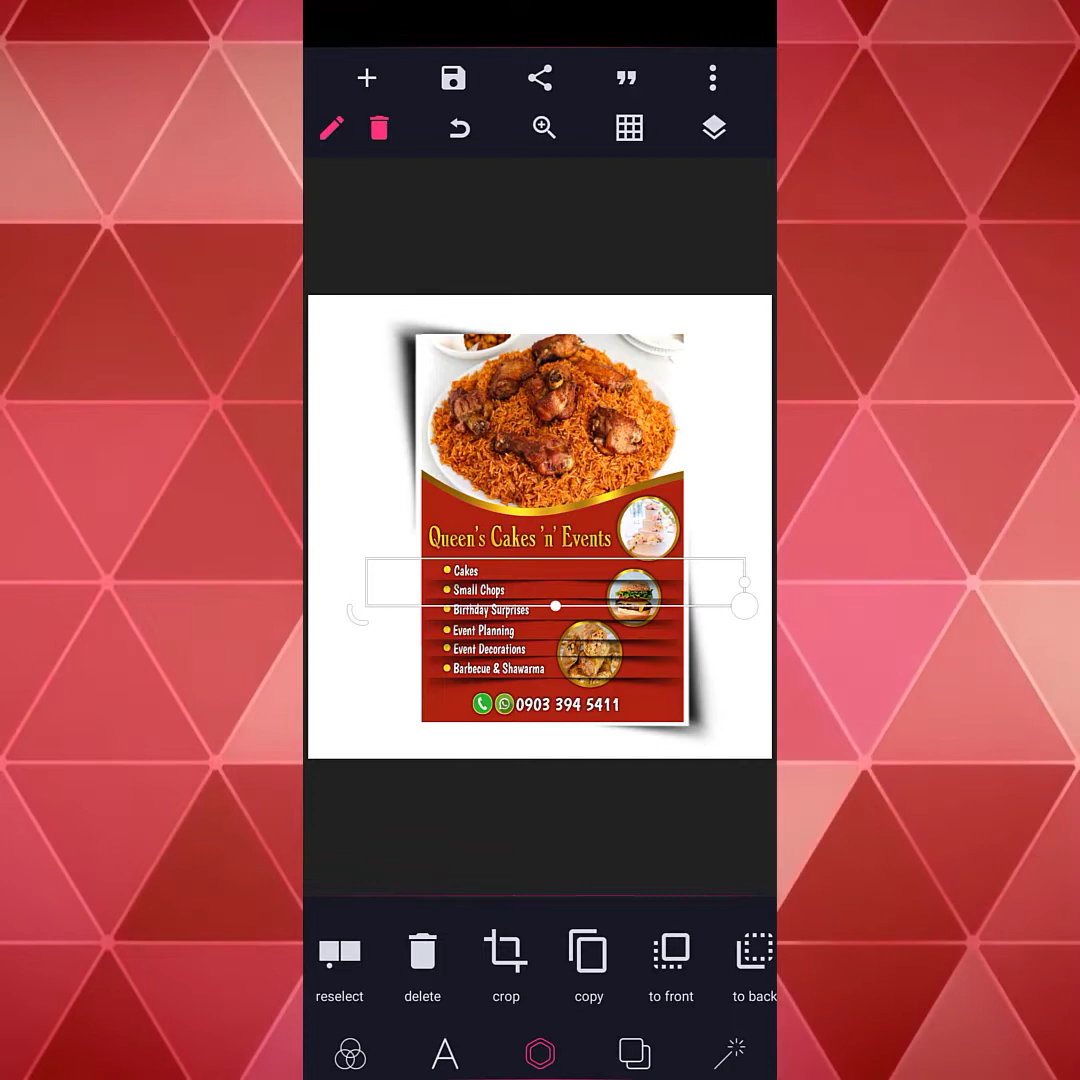 Queen's Cakes 'n' Events
Cakes
Small Chops
Birthday Surprises
Event Planning
Event Decorations
Barbecue & Shawarma
0903 394 5411
reselect
delete
crop
copy
to front
to back